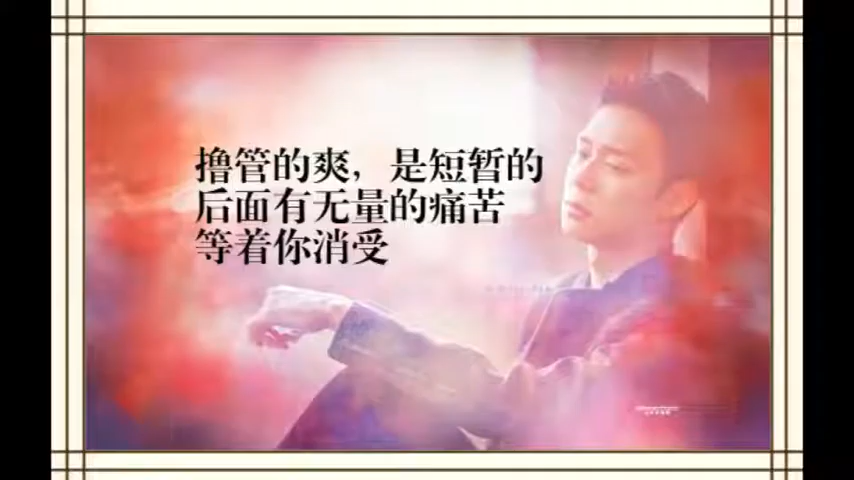 撸管的爽，是短暂的
后面有无量的痛苦
等着你消受